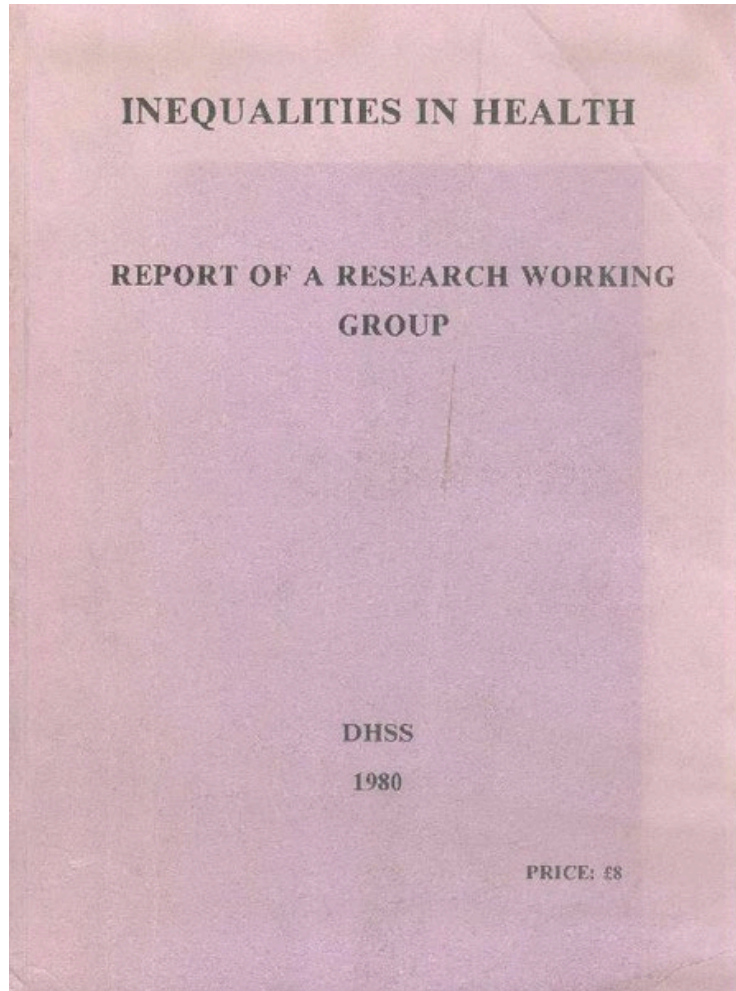 INEQUALITIES IN HEALTH
REPORT OF A RESEARCH WORKING
GROUP
DHSS
1980
PRICE: £8